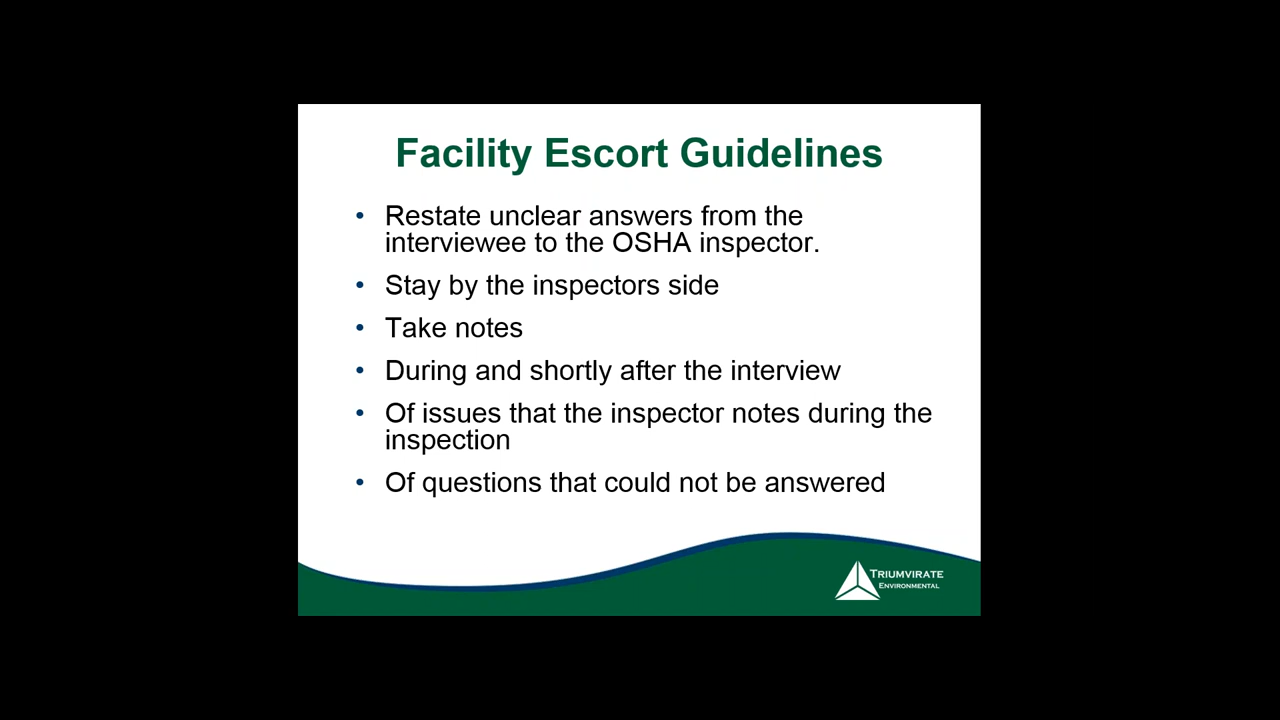 Facility Escort Guidelines
• Restate unclear answers from the
interviewee to the OSHA inspector.
• Stay by the inspectors side
• Take notes
• During and shortly after the interview
• Of issues that the inspector notes during the
inspection
• Of questions that could not be answered
TRIUMVIRATE
ENVIRONMENTAL